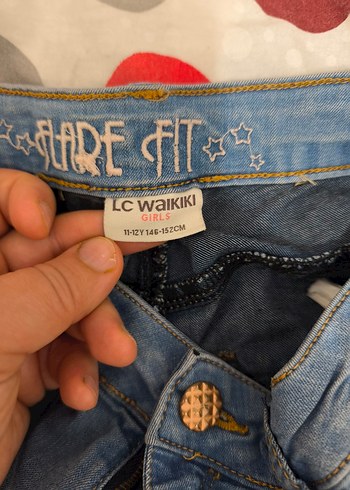 FLARE FIT
LC WAIKIKI
GIRLS
11-12Y 146-152CM